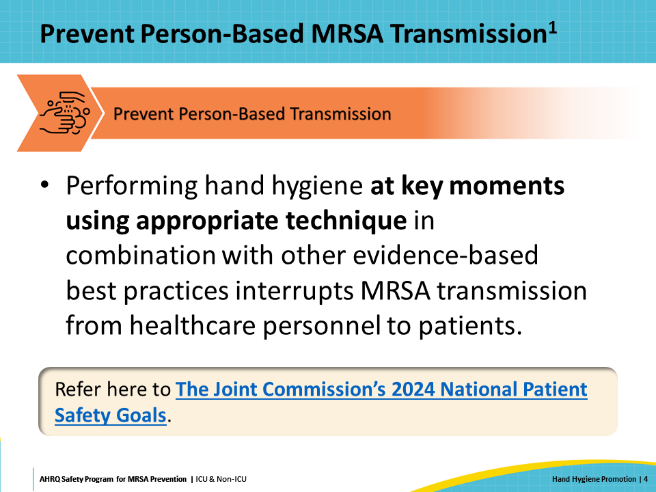 Prevent Person-Based MRSA Transmission1
Prevent Person-Based Transmission
• Performing hand hygiene at key moments
using appropriate technique in
combination with other evidence-based
best practices interrupts MRSA transmission
from healthcare personnel to patients.
Refer here to The Joint Commission's 2024 National Patient
Safety Goals.
AHRQ Safety Program for MRSA Prevention | ICU & Non-ICU
Hand Hygiene Promotion | 4